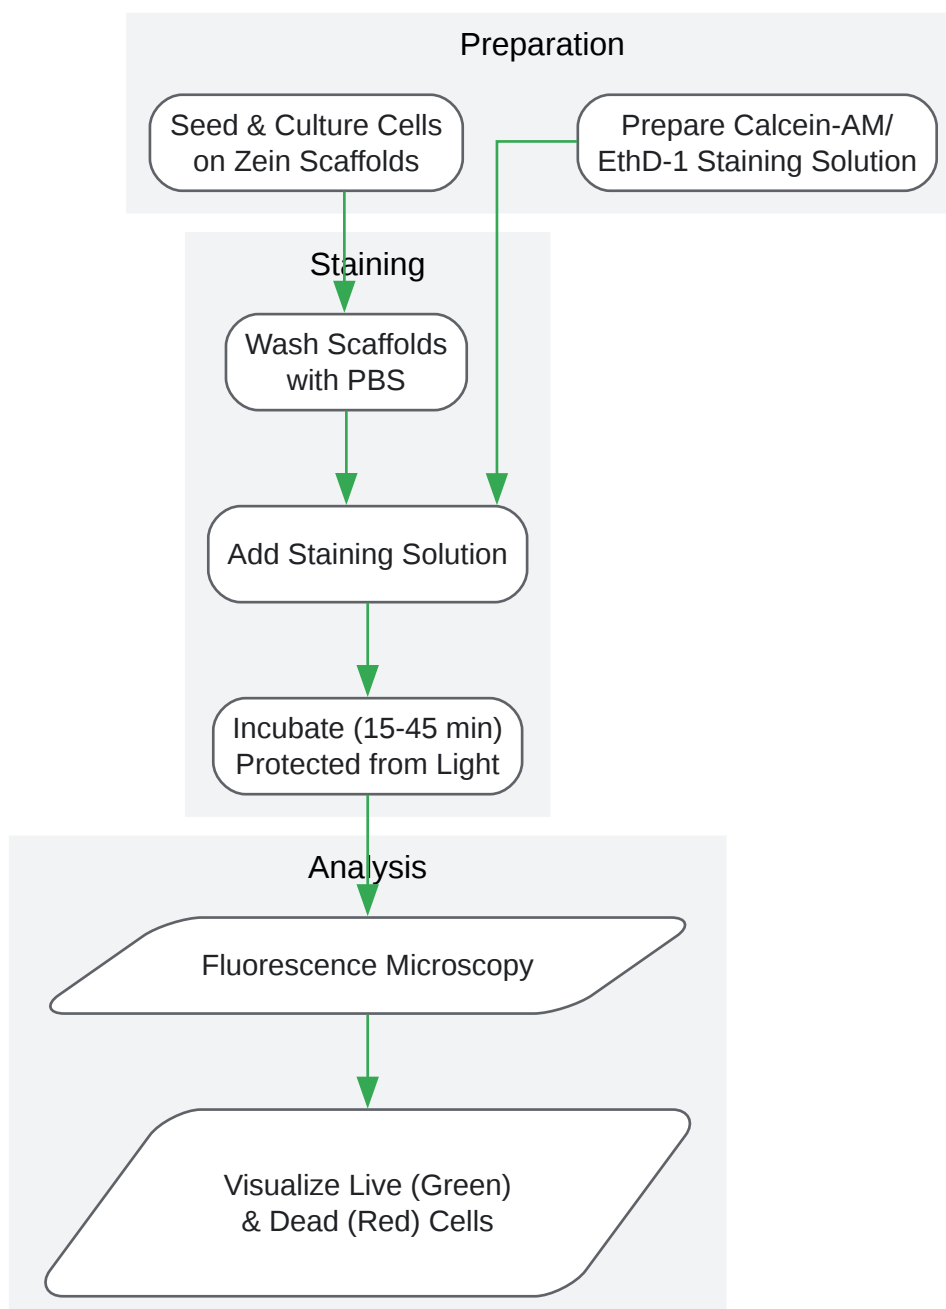 Preparation
Seed & Culture Cells
on Zein Scaffolds
Prepare Calcein-AM/
EthD-1 Staining Solution
Staining
Wash Scaffolds
with PBS
Add Staining Solution
Incubate (15-45 min)
Protected from Light
Analysis
Fluorescence Microscopy
Visualize Live (Green)
& Dead (Red) Cells